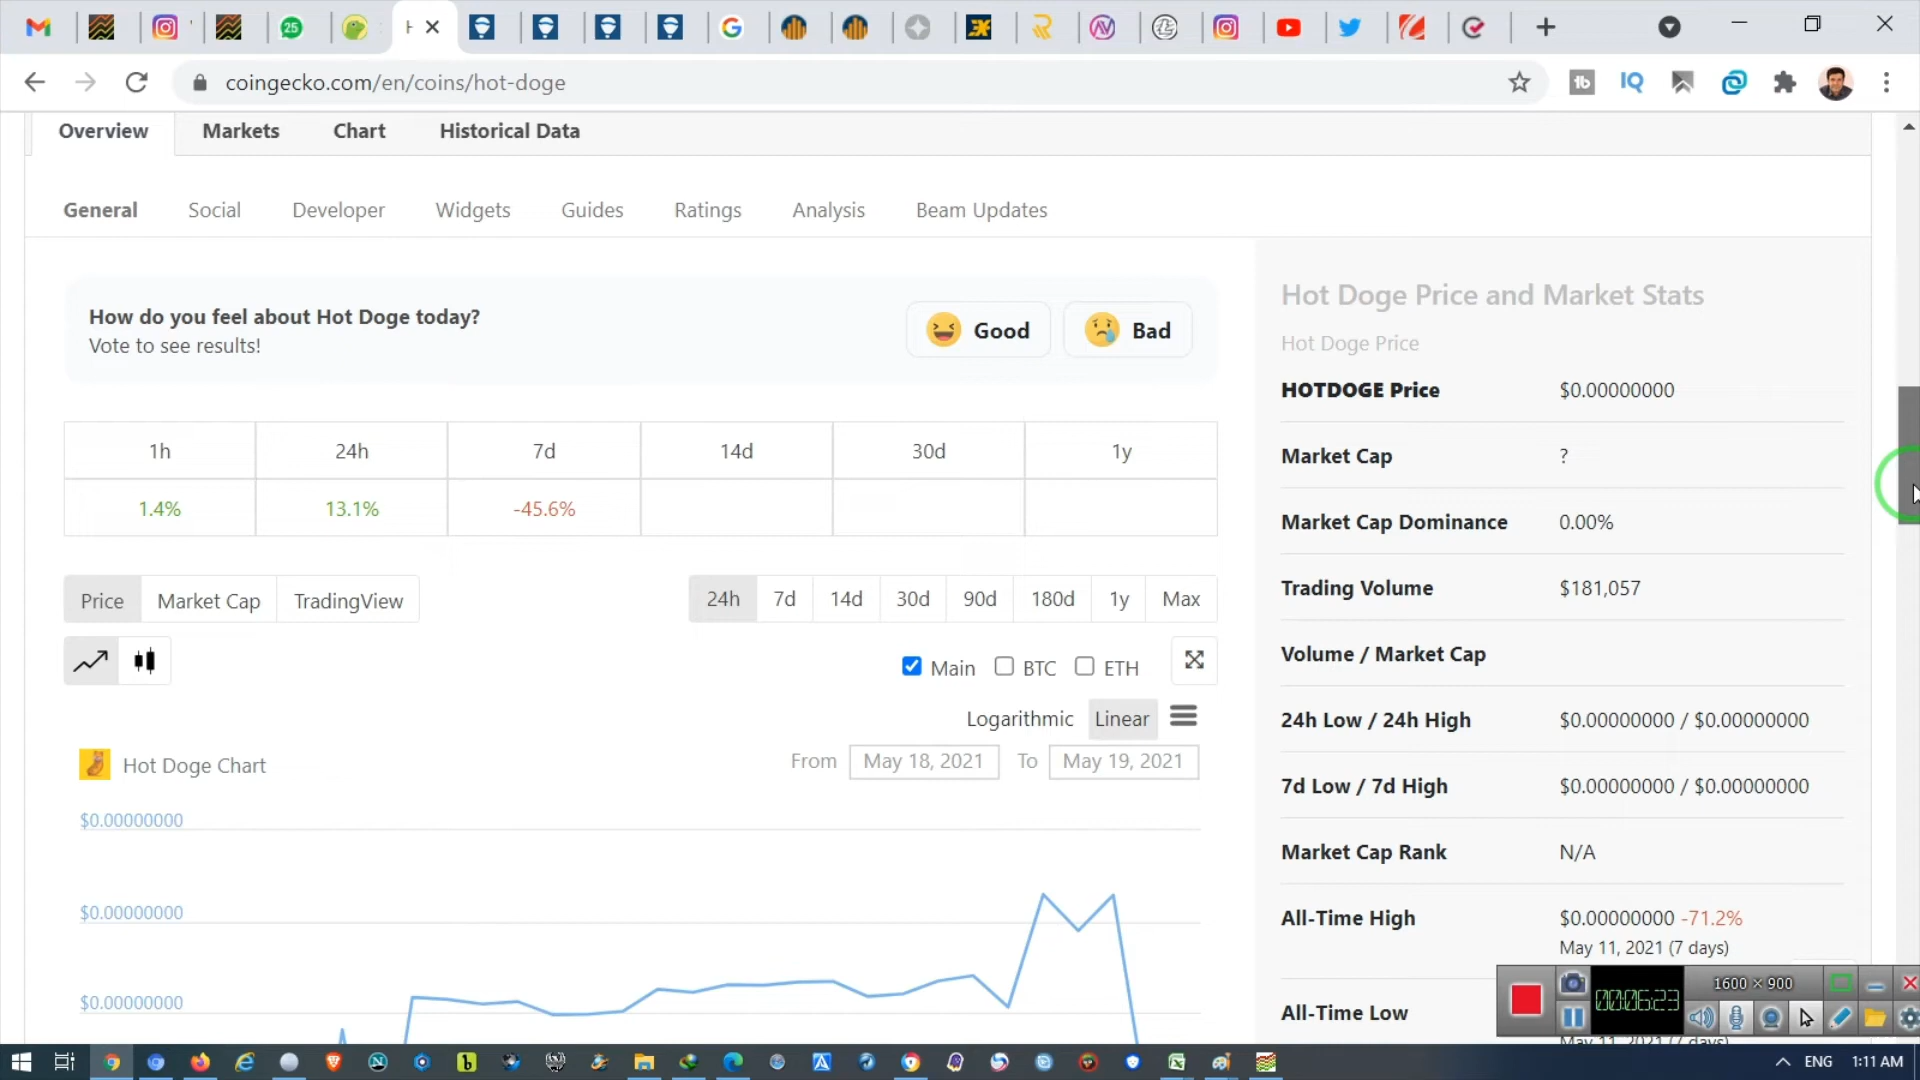 25
coingecko.com/en/coins/hot-doge
Overview Markets Chart Historical Data
General Social Developer Widgets Guides Ratings Analysis Beam Updates
How do you feel about Hot Doge today?
Vote to see results!
Good Bad
1h 24h 7d 14d 30d 1y
1.4% 13.1% -45.6%
Price Market Cap TradingView
24h 7d 14d 30d 90d 180d 1y Max
Main BTC ETH
Logarithmic Linear
Hot Doge Chart
From May 18, 2021 To May 19, 2021
$0.00000000
$0.00000000
$0.00000000
Hot Doge Price and Market Stats
Hot Doge Price
HOTDOGE Price $0.00000000
Market Cap ?
Market Cap Dominance 0.00%
Trading Volume $181,057
Volume / Market Cap
24h Low / 24h High $0.00000000 / $0.00000000
7d Low / 7d High $0.00000000 / $0.00000000
Market Cap Rank N/A
All-Time High $0.00000000 -71.2%
May 11, 2021 (7 days)
All-Time Low
1600 × 900
00:06:23
ENG 1:11 AM